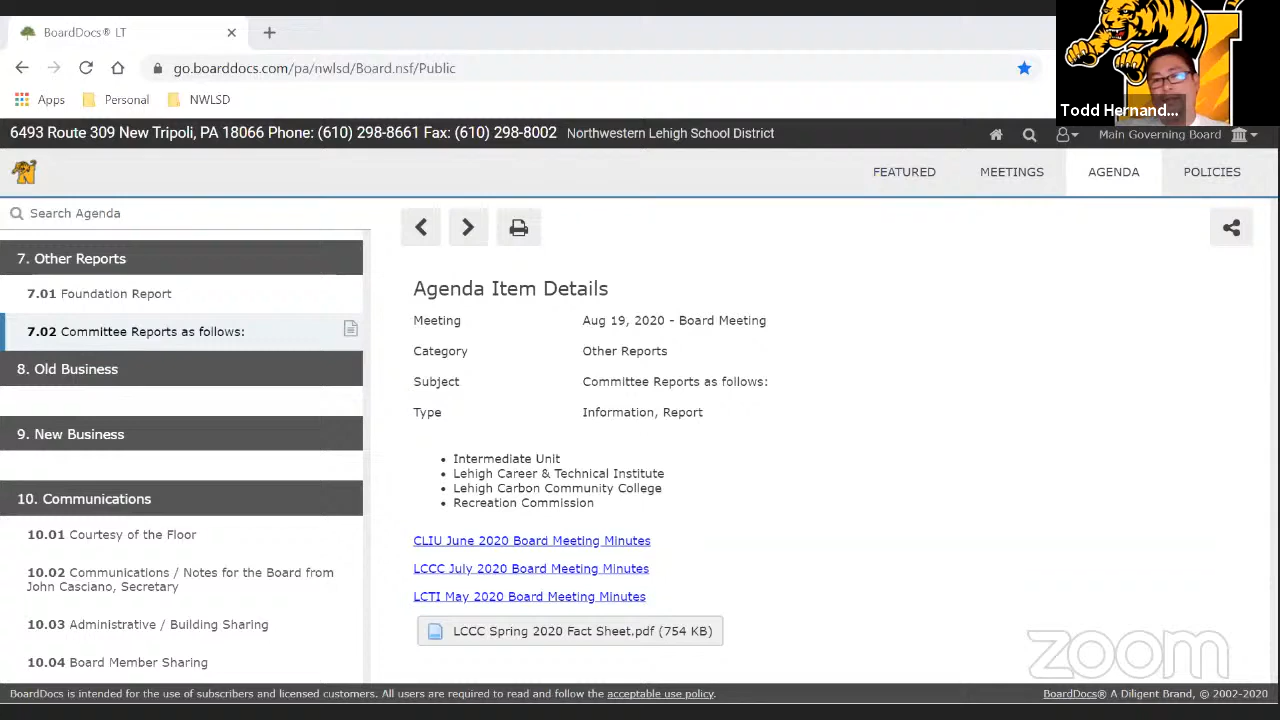 BoardDocs® LT
go.boarddocs.com/pa/nwlsd/Board.nsf/Public
Apps Personal NWLSD
Todd Hernand...
6493 Route 309 New Tripoli, PA 18066 Phone: (610) 298-8661 Fax: (610) 298-8002 Northwestern Lehigh School District
Main Governing Board
FEATURED MEETINGS AGENDA POLICIES
Search Agenda
7. Other Reports
7.01 Foundation Report
7.02 Committee Reports as follows:
8. Old Business
9. New Business
10. Communications
10.01 Courtesy of the Floor
10.02 Communications / Notes for the Board from
John Casciano, Secretary
10.03 Administrative / Building Sharing
10.04 Board Member Sharing
Agenda Item Details
Meeting Aug 19, 2020 - Board Meeting
Category Other Reports
Subject Committee Reports as follows:
Type Information, Report
• Intermediate Unit
• Lehigh Career & Technical Institute
• Lehigh Carbon Community College
• Recreation Commission
CLIU June 2020 Board Meeting Minutes
LCCC July 2020 Board Meeting Minutes
LCTI May 2020 Board Meeting Minutes
LCCC Spring 2020 Fact Sheet.pdf (754 KB)
zoom
BoardDocs is intended for the use of subscribers and licensed customers. All users are required to read and follow the acceptable use policy.
BoardDocs® A Diligent Brand, © 2002-2020